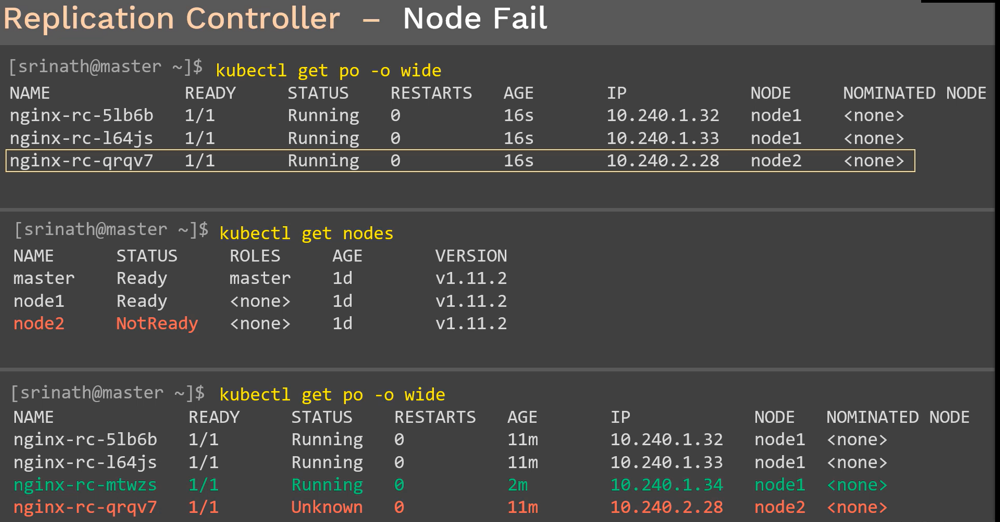 Replication Controller – Node Fail
[srinath@master ~]$ kubectl get po -o wide
NAME READY STATUS RESTARTS AGE IP NODE NOMINATED NODE
nginx-rc-5lb6b 1/1 Running 0 16s 10.240.1.32 node1 <none>
nginx-rc-l64js 1/1 Running 0 16s 10.240.1.33 node1 <none>
nginx-rc-qrqv7 1/1 Running 0 16s 10.240.2.28 node2 <none>
[srinath@master ~]$ kubectl get nodes
NAME STATUS ROLES AGE VERSION
master Ready master 1d v1.11.2
node1 Ready <none> 1d v1.11.2
node2 NotReady <none> 1d v1.11.2
[srinath@master ~]$ kubectl get po -o wide
NAME READY STATUS RESTARTS AGE IP NODE NOMINATED NODE
nginx-rc-5lb6b 1/1 Running 0 11m 10.240.1.32 node1 <none>
nginx-rc-l64js 1/1 Running 0 11m 10.240.1.33 node1 <none>
nginx-rc-mtwzs 1/1 Running 0 2m 10.240.1.34 node1 <none>
nginx-rc-qrqv7 1/1 Unknown 0 11m 10.240.2.28 node2 <none>